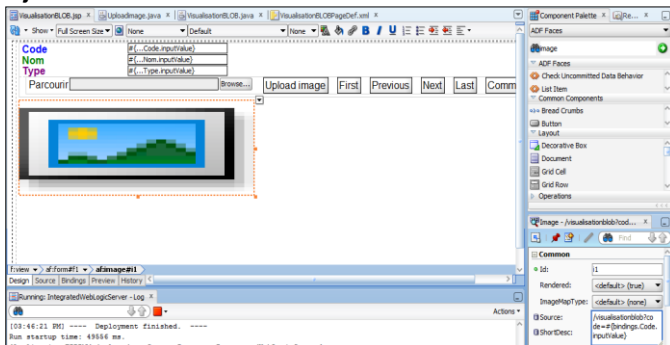 VisualisationBLOB.jsp
UploadImage.java
VisualisationBLOB.java
VisualisationBLOBPageDef.xml
Show
Full Screen Size
None
Default
None
B I U
Code
#{...Code.inputValue}
Nom
#{...Nom.inputValue}
Type
#{...Type.inputValue}
Parcourir
Browse...
Upload image
First
Previous
Next
Last
Comm
f:view
af:form#f1
af:image#i1
Design
Source
Bindings
Preview
History
Running: IntegratedWebLogicServer - Log
Actions
[03:46:21 PM] ---- Deployment finished. ----
Run startup time: 49556 ms.
Component Palette
Re...
ADF Faces
image
ADF Faces
Check Uncommitted Data Behavior
List Item
Common Components
Bread Crumbs
Button
Layout
Decorative Box
Document
Grid Cell
Grid Row
Operations
Image - /visualisationblob?cod...
Find
Common
Id:
i1
Rendered:
<default> (true)
ImageMapType:
<default> (none)
Source:
/visualisationblob?co
de=#{bindings.Code.
inputValue}
ShortDesc: